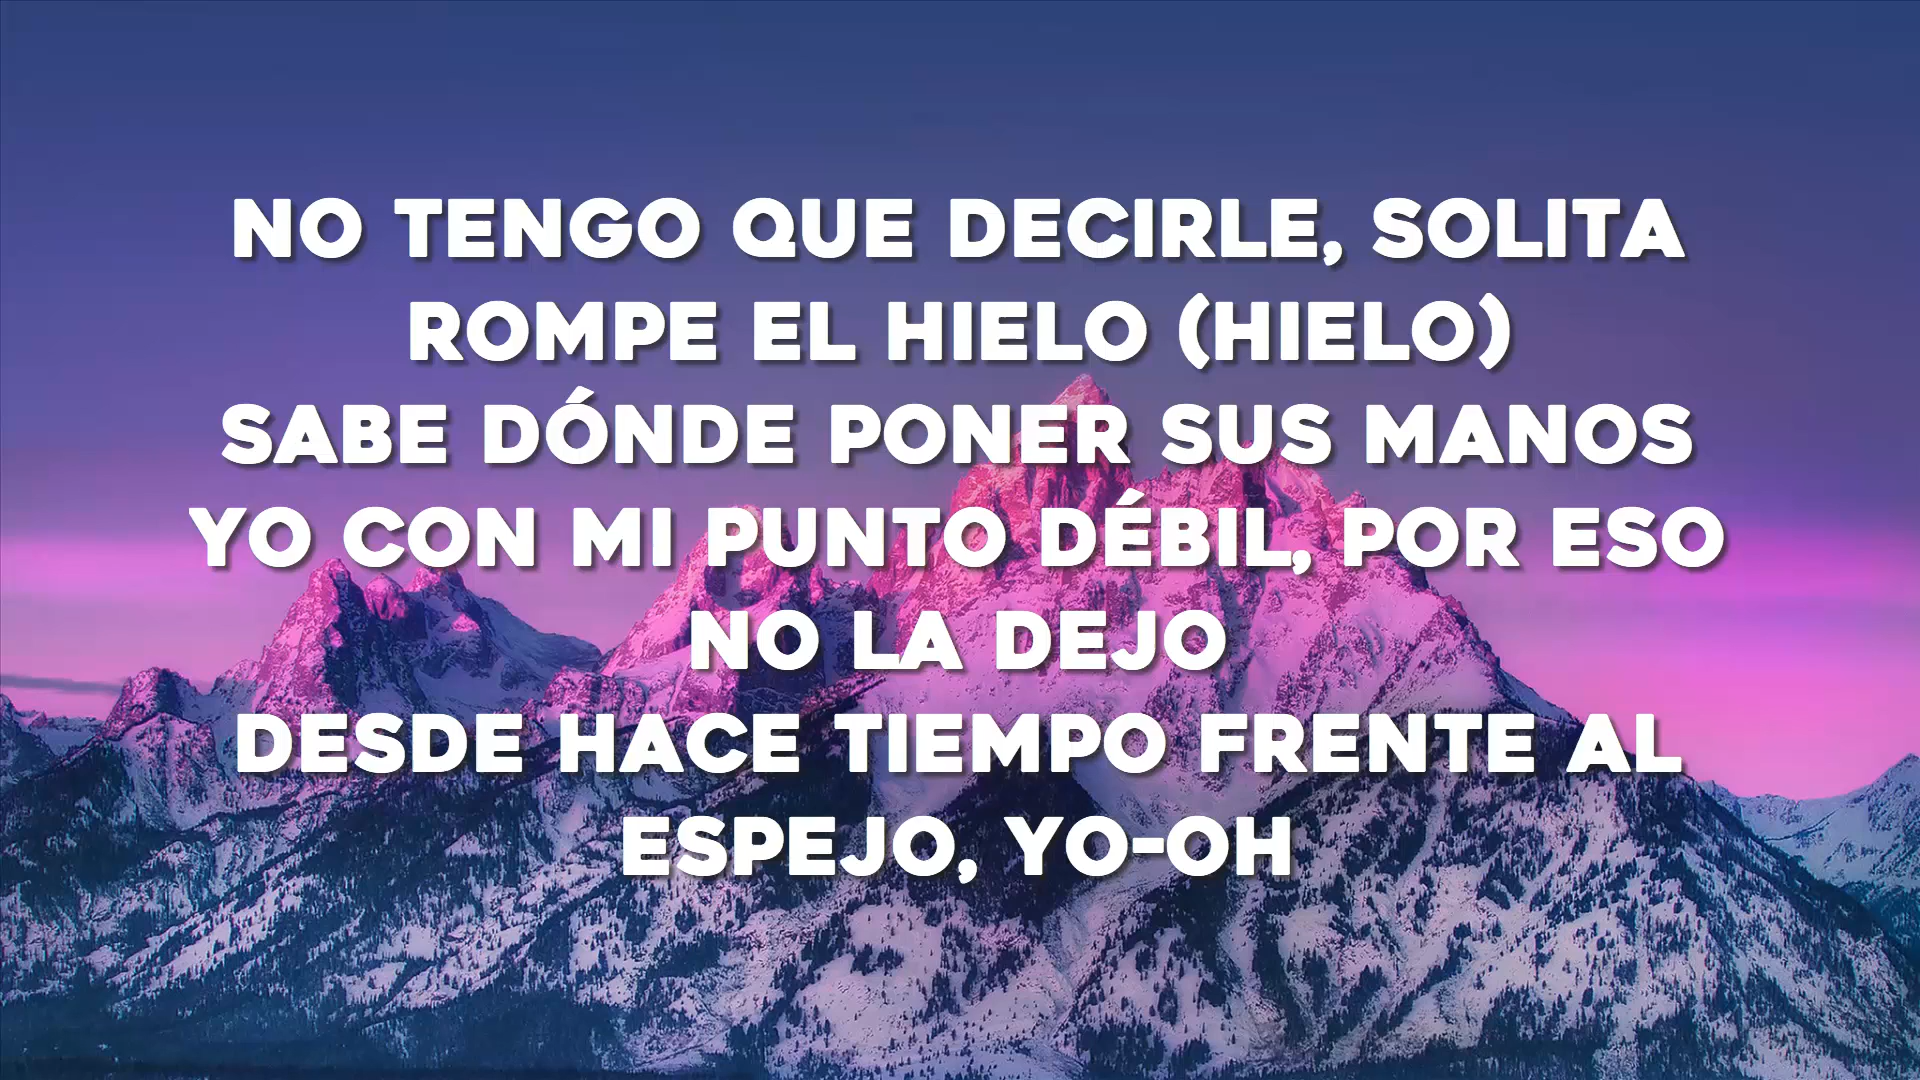 NO TENGO QUE DECIRLE, SOLITA
ROMPE EL HIELO (HIELO)
SABE DÓNDE PONER SUS MANOS
YO CON MI PUNTO DÉBIL, POR ESO
NO LA DEJO
DESDE HACE TIEMPO FRENTE AL
ESPEJO, YO-OH